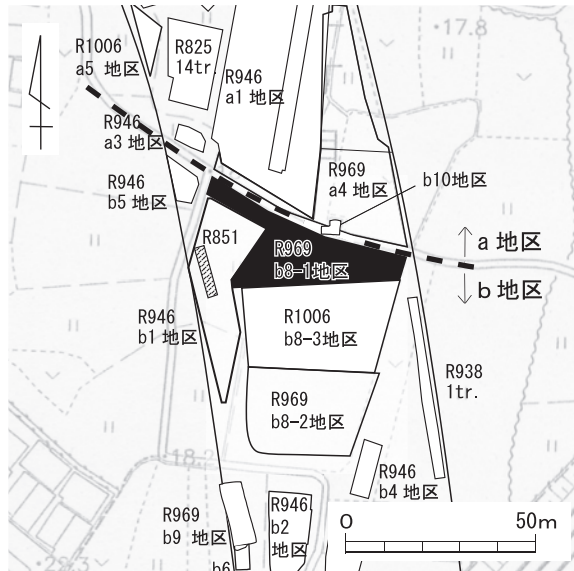 ・17.8
R1006
a5 地区
R825
14tr.
R946
a1 地区
R946
a3 地区
R969
a4 地区
b10地区
R946
b5 地区
R851
a 地区
R969
b8-1地区
b 地区
R946
b1 地区
R1006
b8-3地区
R938
1tr.
R969
b8-2地区
18.2
R946
b4 地区
R969
b9 地区
R946
b2
地区
0 50m
b6